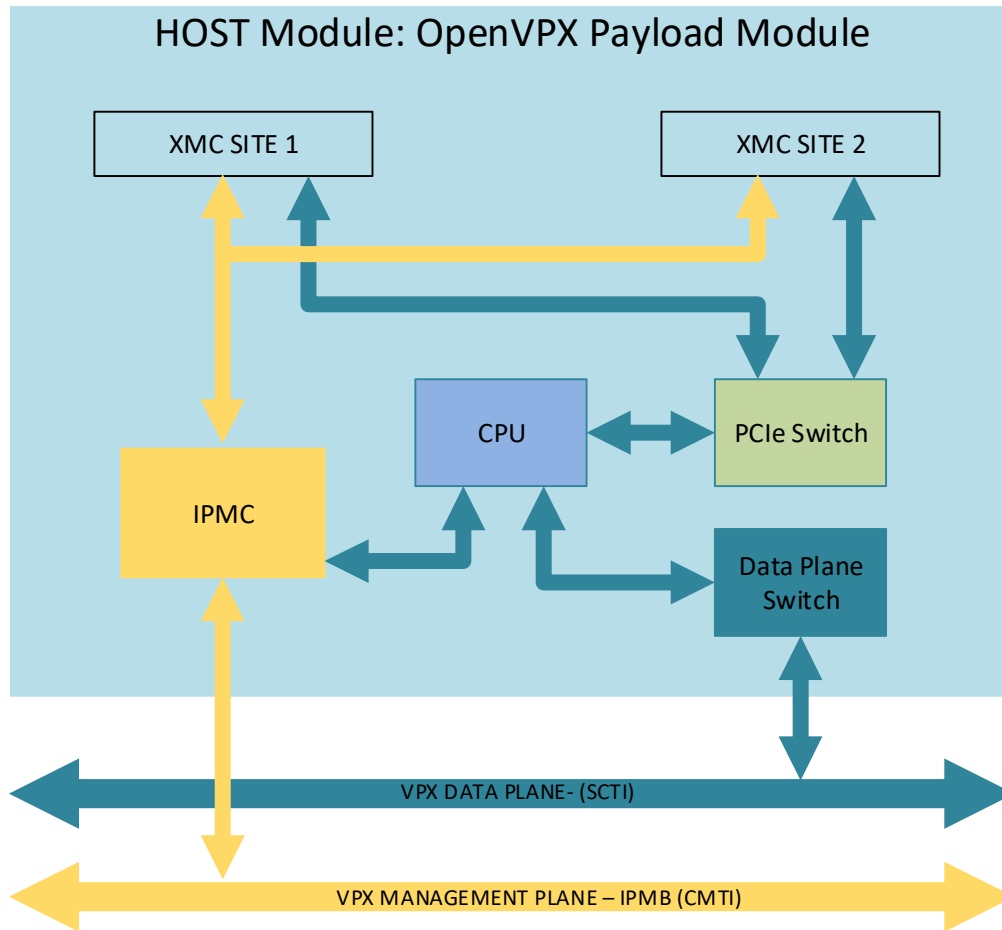 HOST Module: OpenVPX Payload Module
XMC SITE 1
XMC SITE 2
CPU
PCIe Switch
IPMC
Data Plane
Switch
VPX DATA PLANE- (SCTI)
VPX MANAGEMENT PLANE – IPMB (CMTI)